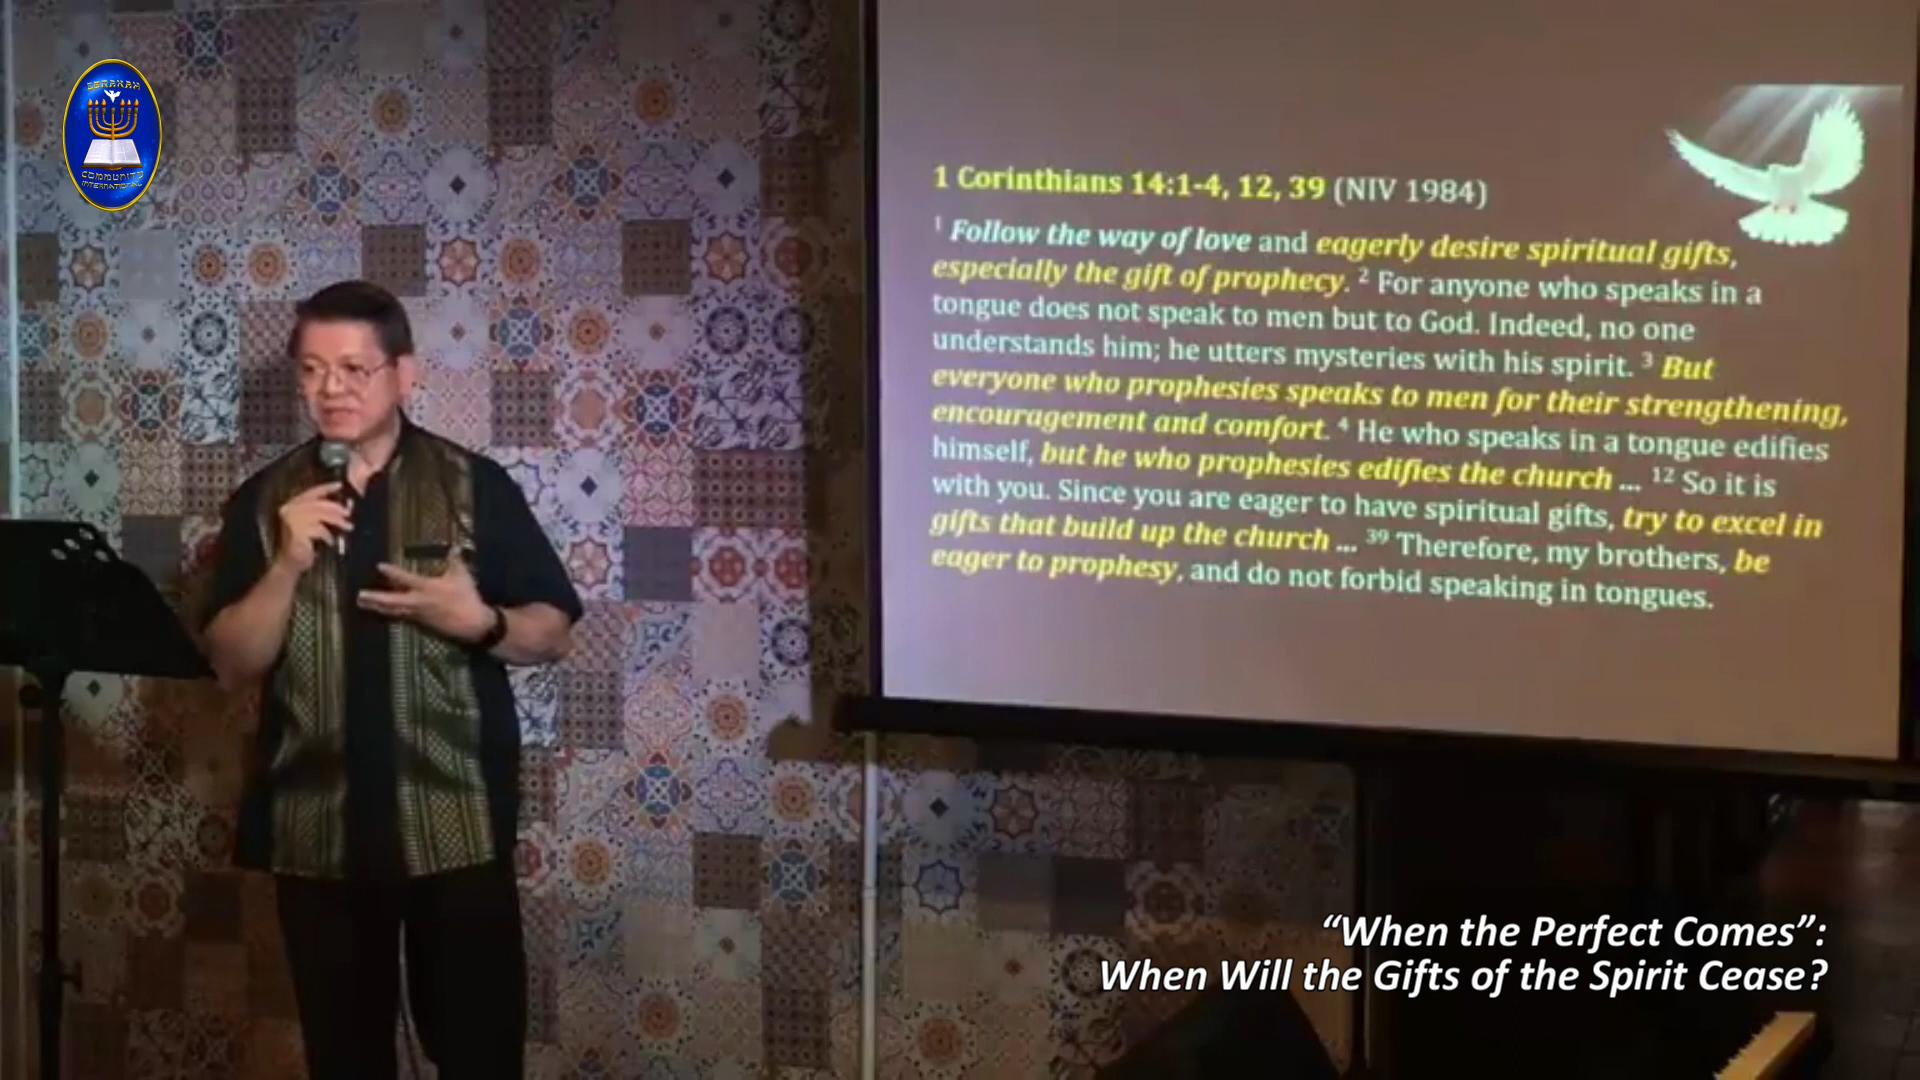 BERAKAH
COMMUNITY
INTERNATIONAL
1 Corinthians 14:1-4, 12, 39 (NIV 1984)
1 Follow the way of love and eagerly desire spiritual gifts,
especially the gift of prophecy. 2 For anyone who speaks in a
tongue does not speak to men but to God. Indeed, no one
understands him; he utters mysteries with his spirit. 3 But
everyone who prophesies speaks to men for their strengthening,
encouragement and comfort. 4 He who speaks in a tongue edifies
himself, but he who prophesies edifies the church ... 12 So it is
with you. Since you are eager to have spiritual gifts, try to excel in
gifts that build up the church ... 39 Therefore, my brothers, be
eager to prophesy, and do not forbid speaking in tongues.
“When the Perfect Comes”:
When Will the Gifts of the Spirit Cease?